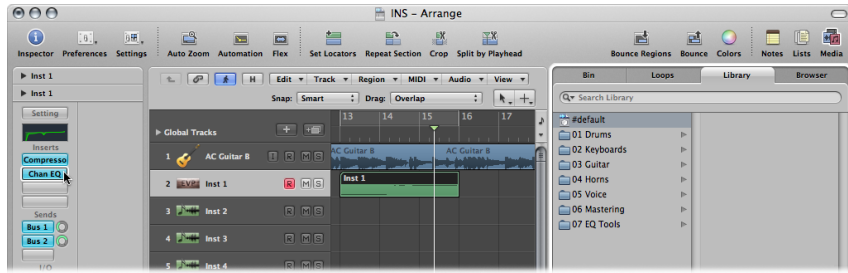 INS - Arrange
Inspector Preferences Settings Auto Zoom Automation Flex Set Locators Repeat Section Crop Split by Playhead Bounce Regions Bounce Colors Notes Lists Media
Inst 1
Inst 1
Setting
Inserts
Compresso
Chan EQ
Sends
Bus 1
Bus 2
I/O
H Edit Track Region MIDI Audio View
Snap: Smart Drag: Overlap
13 14 15 16 17
Global Tracks
1 AC Guitar B I R M S
AC Guitar B AC Guitar B
2 EVP Inst 1 R M S
Inst 1
3 Inst 2 R M S
4 Inst 3 R M S
5 Inst 4 R M S
Bin Loops Library Browser
Search Library
#default
01 Drums
02 Keyboards
03 Guitar
04 Horns
05 Voice
06 Mastering
07 EQ Tools